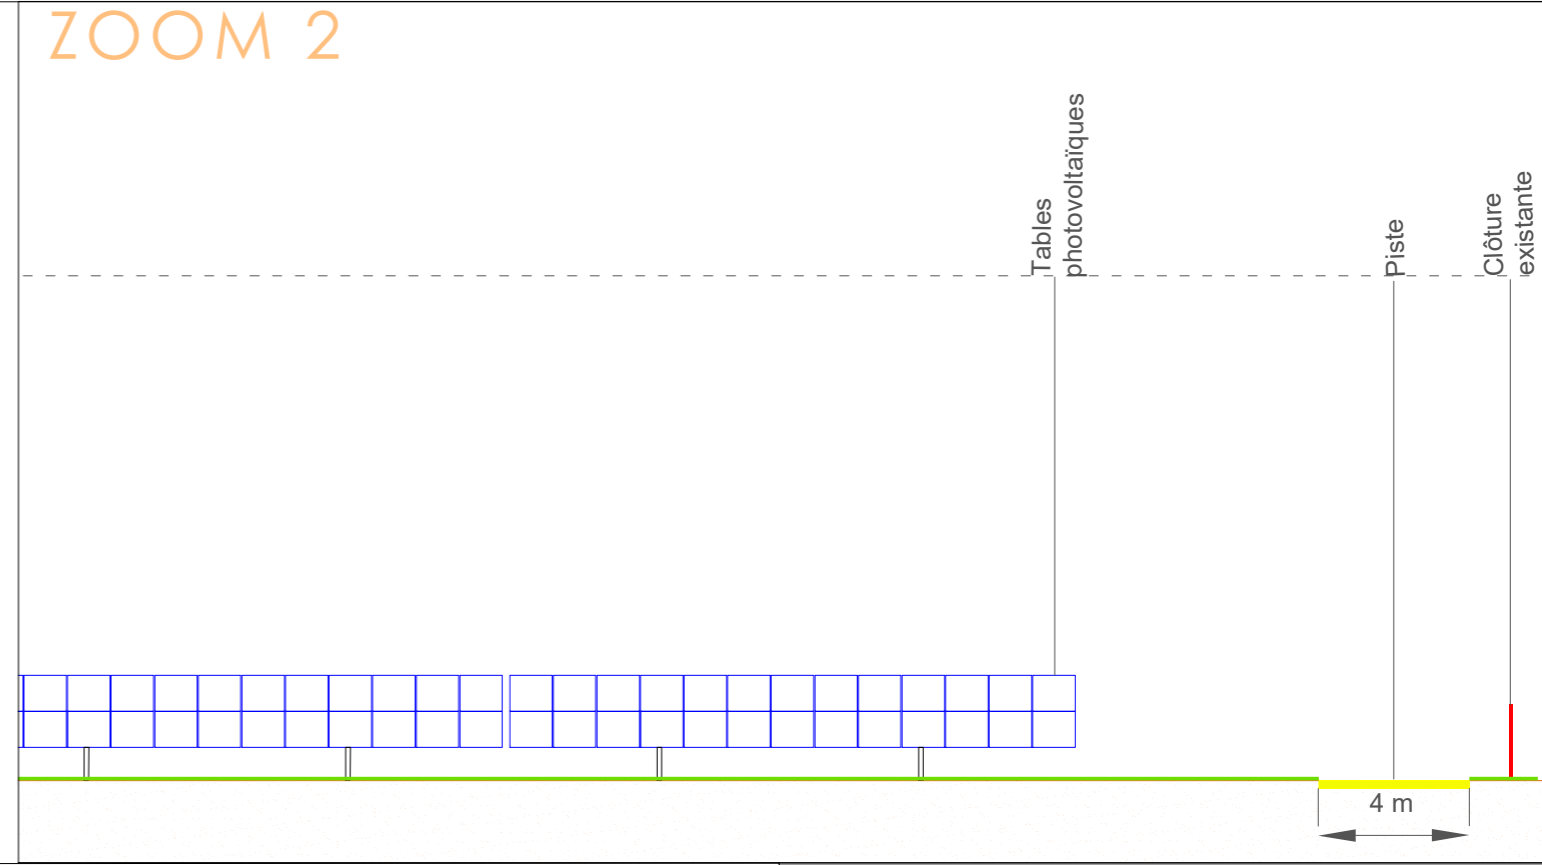 ZOOM 2
Tables
photovoltaïques
Piste
Clôture
existante
4 m